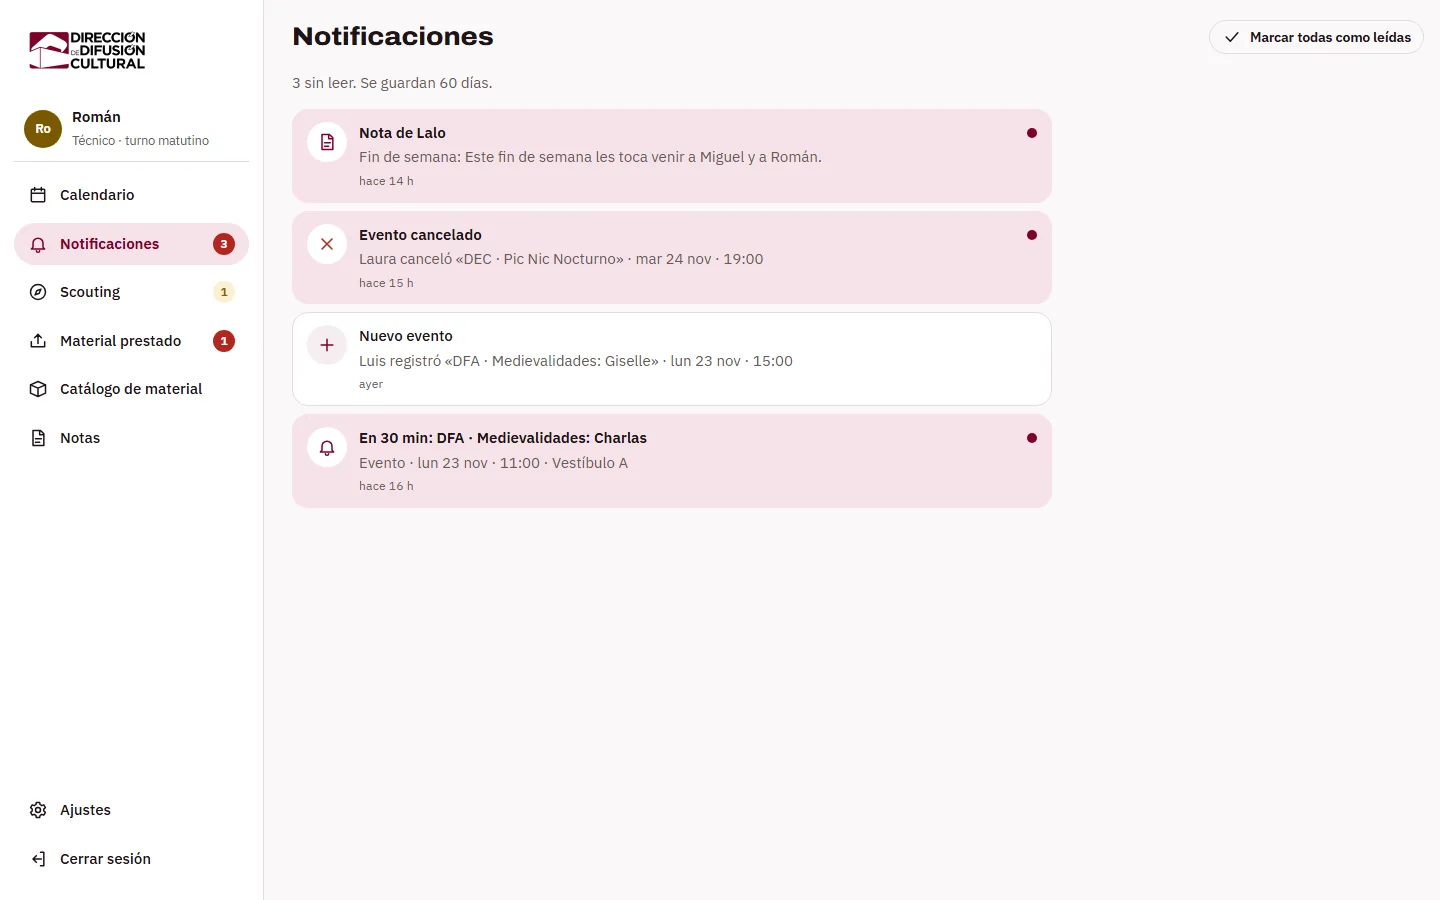 DIRECCIÓN
DE DIFUSIÓN
CULTURAL
Ro
Román
Técnico · turno matutino
Calendario
Notificaciones 3
Scouting 1
Material prestado 1
Catálogo de material
Notas
Ajustes
Cerrar sesión
Notificaciones
Marcar todas como leídas
3 sin leer. Se guardan 60 días.
Nota de Lalo
Fin de semana: Este fin de semana les toca venir a Miguel y a Román.
hace 14 h
Evento cancelado
Laura canceló «DEC · Pic Nic Nocturno» · mar 24 nov · 19:00
hace 15 h
Nuevo evento
Luis registró «DFA · Medievalidades: Giselle» · lun 23 nov · 15:00
ayer
En 30 min: DFA · Medievalidades: Charlas
Evento · lun 23 nov · 11:00 · Vestíbulo A
hace 16 h